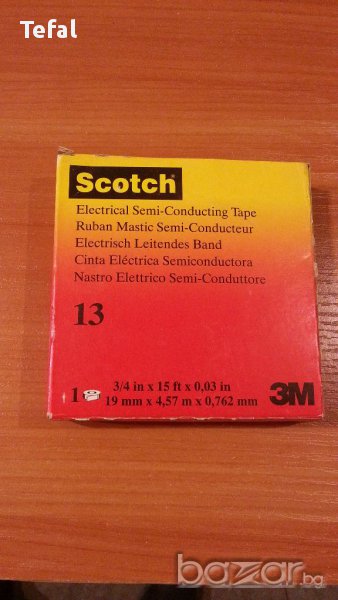 Tefal
Scotch®
Electrical Semi-Conducting Tape
Ruban Mastic Semi-Conducteur
Electrisch Leitendes Band
Cinta Eléctrica Semiconductora
Nastro Elettrico Semi-Conduttore
13
1
3/4 in x 15 ft x 0,03 in
19 mm x 4,57 m x 0,762 mm
3M
bazar.bg